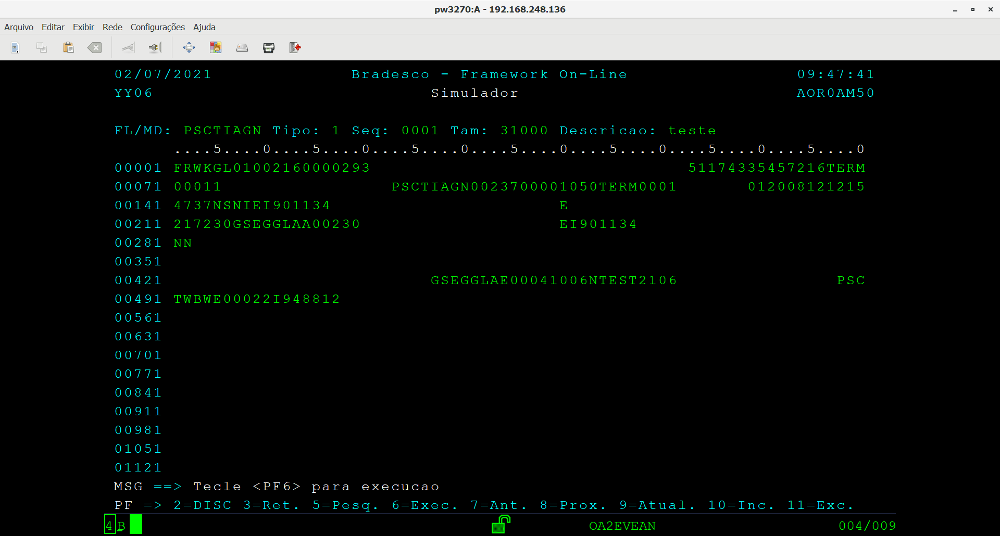 pw3270:A - 192.168.248.136
Arquivo Editar Exibir Rede Configurações Ajuda
02/07/2021 Bradesco - Framework On-Line 09:47:41
YY06 Simulador AOR0AM50
FL/MD: PSCTIAGN Tipo: 1 Seq: 0001 Tam: 31000 Descricao: teste
....5....0....5....0....5....0....5....0....5....0....5....0....5....0
00001 FRWKGL01002160000293 51174335457216TERM
00071 00011 PSCTIAGN0023700001050TERM0001 012008121215
00141 4737NSNIEI901134 E
00211 217230GSEGGLAA00230 EI901134
00281 NN
00351
00421 GSEGGLAE00041006NTEST2106 PSC
00491 TWBWE00022I948812
00561
00631
00701
00771
00841
00911
00981
01051
01121
MSG ==> Tecle <PF6> para execucao
PF => 2=DISC 3=Ret. 5=Pesq. 6=Exec. 7=Ant. 8=Prox. 9=Atual. 10=Inc. 11=Exc.
4 B OA2EVEAN 004/009